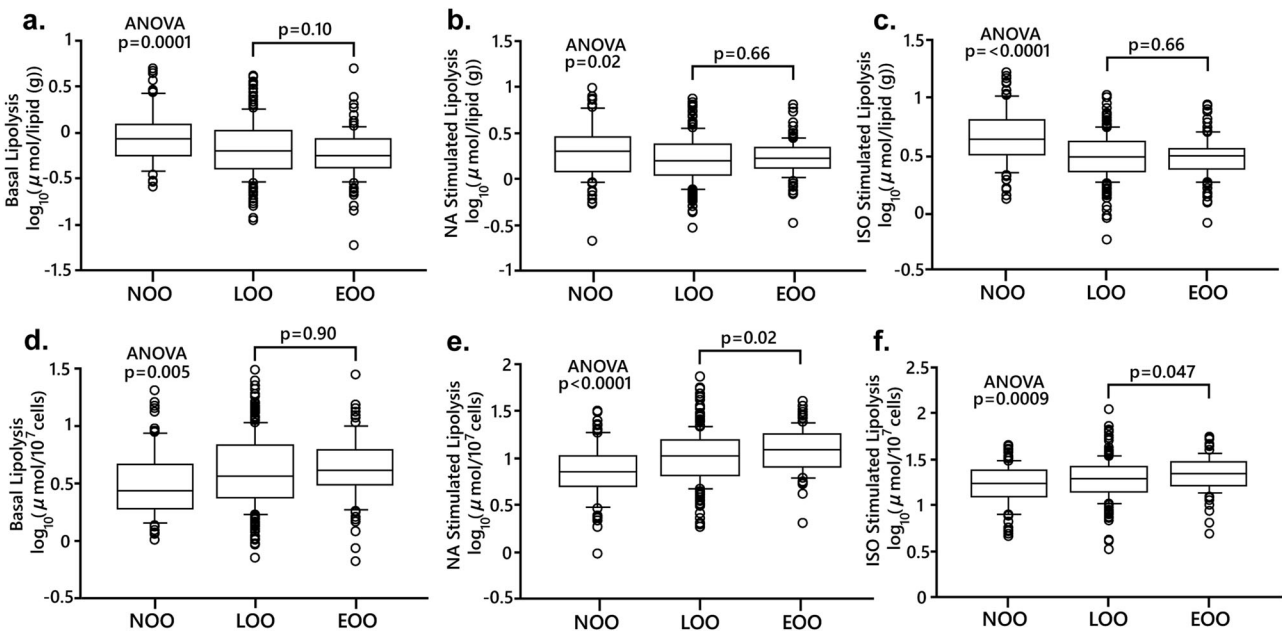 a.
ANOVA
p=0.0001
p=0.10
Basal Lipolysis
log10(μ mol/lipid (g))
1
0.5
0
-0.5
-1
-1.5
NOO LOO EOO
b.
ANOVA
p=0.02
p=0.66
NA Stimulated Lipolysis
log10(μ mol/lipid (g))
1.5
1
0.5
0
-0.5
-1
NOO LOO EOO
c.
ANOVA
p=<0.0001
p=0.66
ISO Stimulated Lipolysis
log10(μ mol/lipid (g))
1.5
1
0.5
0
-0.5
NOO LOO EOO
d.
ANOVA
p=0.005
p=0.90
Basal Lipolysis
log10(μ mol/10⁷cells)
1.5
1
0.5
0
-0.5
NOO LOO EOO
e.
ANOVA
p<0.0001
p=0.02
NA Stimulated Lipolysis
log10(μ mol/10⁷cells)
2
1.5
1
0.5
0
-0.5
NOO LOO EOO
f.
ANOVA
p=0.0009
p=0.047
ISO Stimulated Lipolysis
log10(μ mol/10⁷cells)
2.5
2
1.5
1
0.5
0
NOO LOO EOO